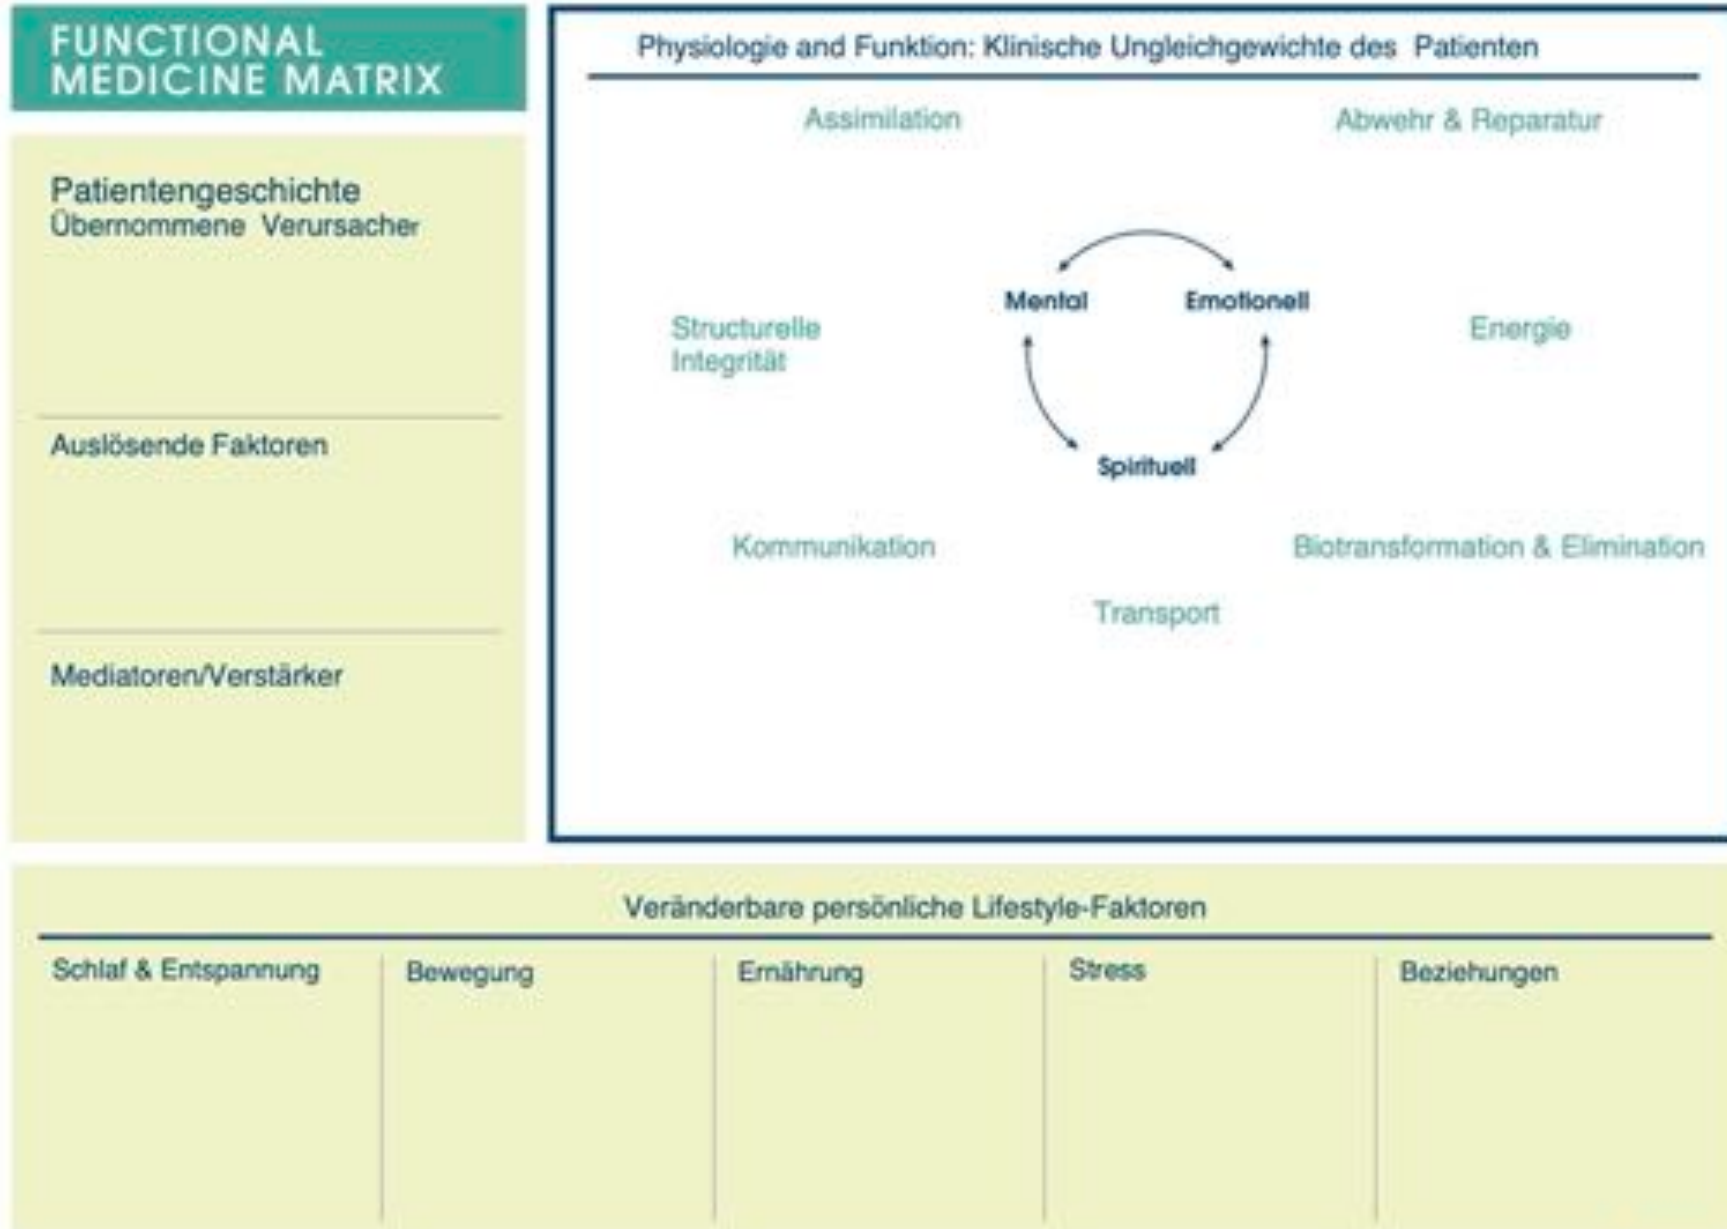 FUNCTIONAL
MEDICINE MATRIX
Patientengeschichte
Übernommene Verursacher
Auslösende Faktoren
Mediatoren/Verstärker
Physiologie and Funktion: Klinische Ungleichgewichte des Patienten
Assimilation
Abwehr & Reparatur
Mental
Emotionell
Structurelle
Integrität
Energie
Spirituell
Kommunikation
Biotransformation & Elimination
Transport
Veränderbare persönliche Lifestyle-Faktoren
Schlaf & Entspannung
Bewegung
Ernährung
Stress
Beziehungen